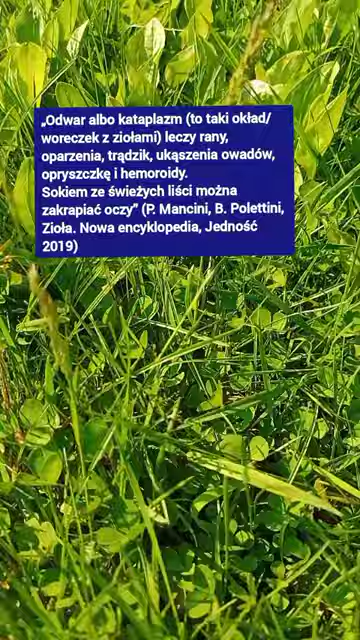 „Odwar albo kataplazm (to taki okład/
woreczek z ziołami) leczy rany,
oparzenia, trądzik, ukąszenia owadów,
opryszczkę i hemoroidy.
Sokiem ze świeżych liści można
zakrapiać oczy” (P. Mancini, B. Polettini,
Zioła. Nowa encyklopedia, Jedność
2019)